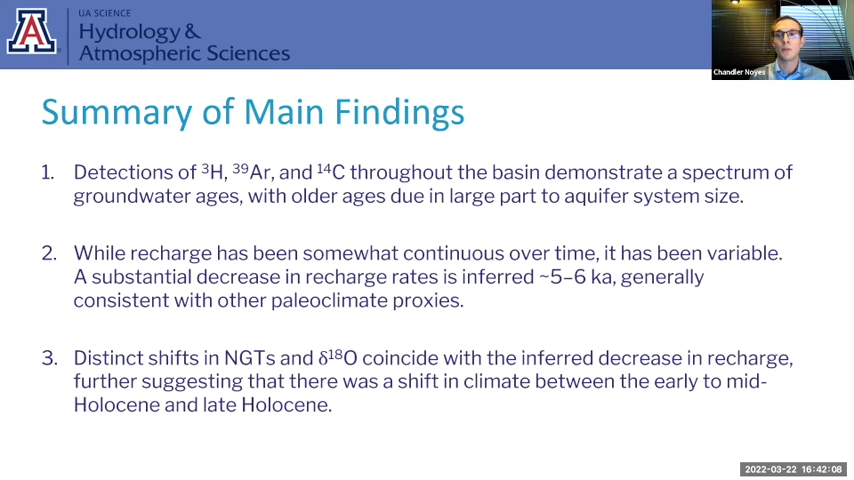 UA SCIENCE
Hydrology &
Atmospheric Sciences
A
Chandler Noyes
Summary of Main Findings
1. Detections of ³H, ³⁹Ar, and ¹⁴C throughout the basin demonstrate a spectrum of
groundwater ages, with older ages due in large part to aquifer system size.
2. While recharge has been somewhat continuous over time, it has been variable.
A substantial decrease in recharge rates is inferred ~5–6 ka, generally
consistent with other paleoclimate proxies.
3. Distinct shifts in NGTs and δ¹⁸O coincide with the inferred decrease in recharge,
further suggesting that there was a shift in climate between the early to mid-
Holocene and late Holocene.
2022-03-22 16:42:08